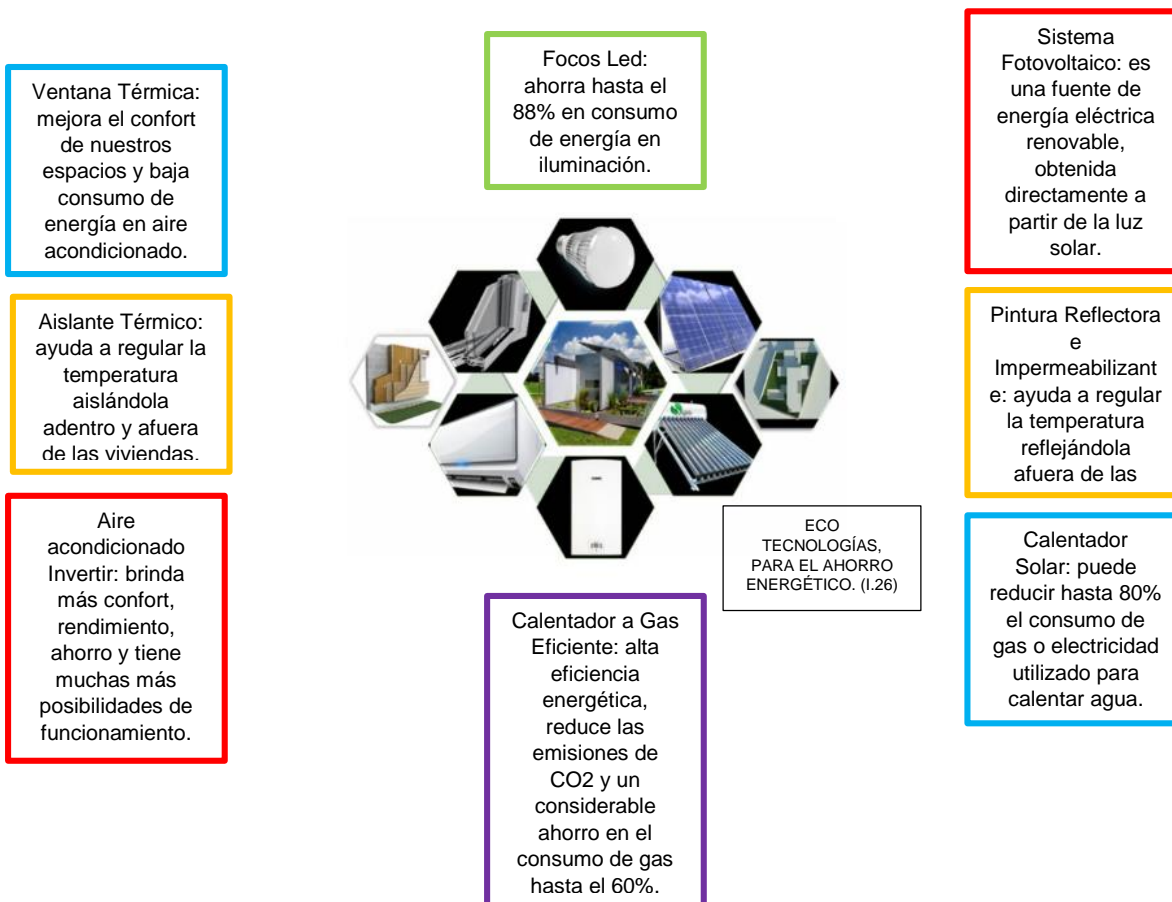 Ventana Térmica:
mejora el confort
de nuestros
espacios y baja
consumo de
energía en aire
acondicionado.
Focos Led:
ahorra hasta el
88% en consumo
de energía en
iluminación.
Sistema
Fotovoltaico: es
una fuente de
energía eléctrica
renovable,
obtenida
directamente a
partir de la luz
solar.
Aislante Térmico:
ayuda a regular la
temperatura
aislándola
adentro y afuera
de las viviendas.
Pintura Reflectora
e
Impermeabilizant
e: ayuda a regular
la temperatura
reflejándola
afuera de las
Aire
acondicionado
Invertir: brinda
más confort,
rendimiento,
ahorro y tiene
muchas más
posibilidades de
funcionamiento.
ECO
TECNOLOGÍAS,
PARA EL AHORRO
ENERGÉTICO. (I.26)
Calentador
Solar: puede
reducir hasta 80%
el consumo de
gas o electricidad
utilizado para
calentar agua.
Calentador a Gas
Eficiente: alta
eficiencia
energética,
reduce las
emisiones de
CO2 y un
considerable
ahorro en el
consumo de gas
hasta el 60%.